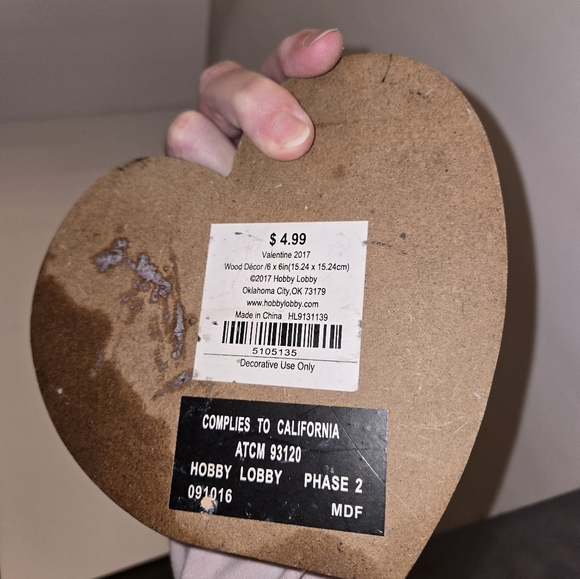 $ 4.99
Valentine 2017
Wood Dècor /6 x 6in(15.24 x 15.24cm)
©2017 Hobby Lobby
Oklahoma City,OK 73179
www.hobbylobby.com
Made in China HL9131139
5105135
Decorative Use Only
COMPLIES TO CALIFORNIA
ATCM 93120
HOBBY LOBBY PHASE 2
091016 MDF